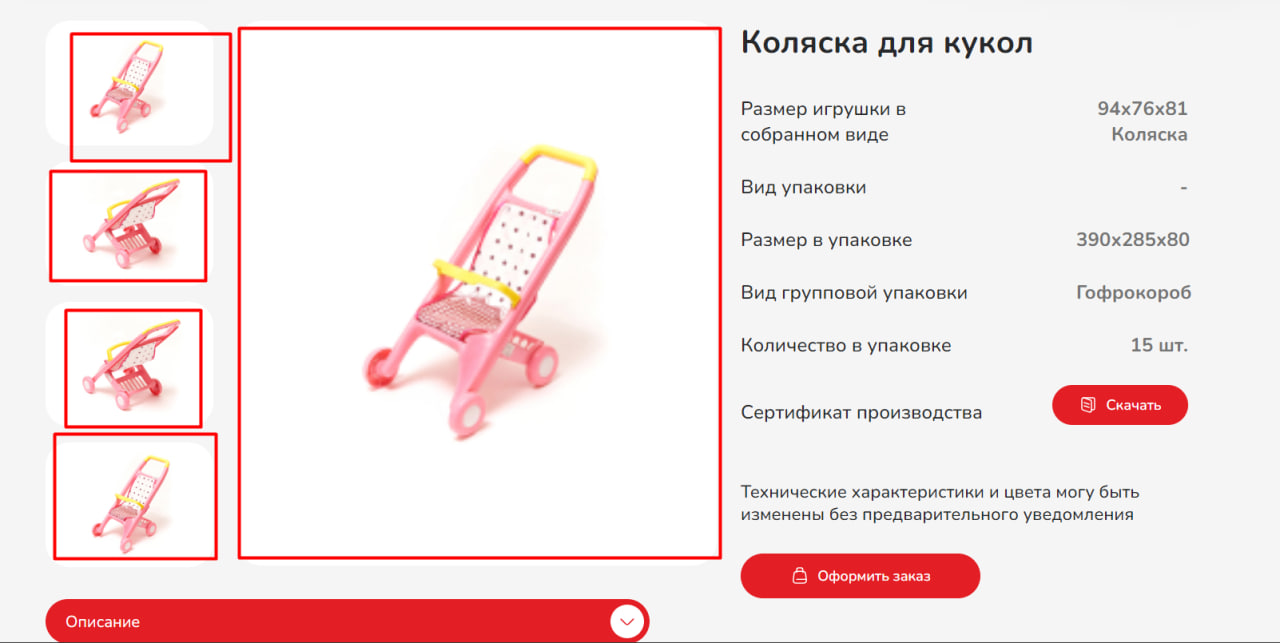 Коляска для кукол
Размер игрушки в
собранном виде
94x76x81
Коляска
Вид упаковки
-
Размер в упаковке
390x285x80
Вид групповой упаковки
Гофрокороб
Количество в упаковке
15 шт.
Сертификат производства
Скачать
Технические характеристики и цвета могу быть
изменены без предварительного уведомления
Оформить заказ
Описание